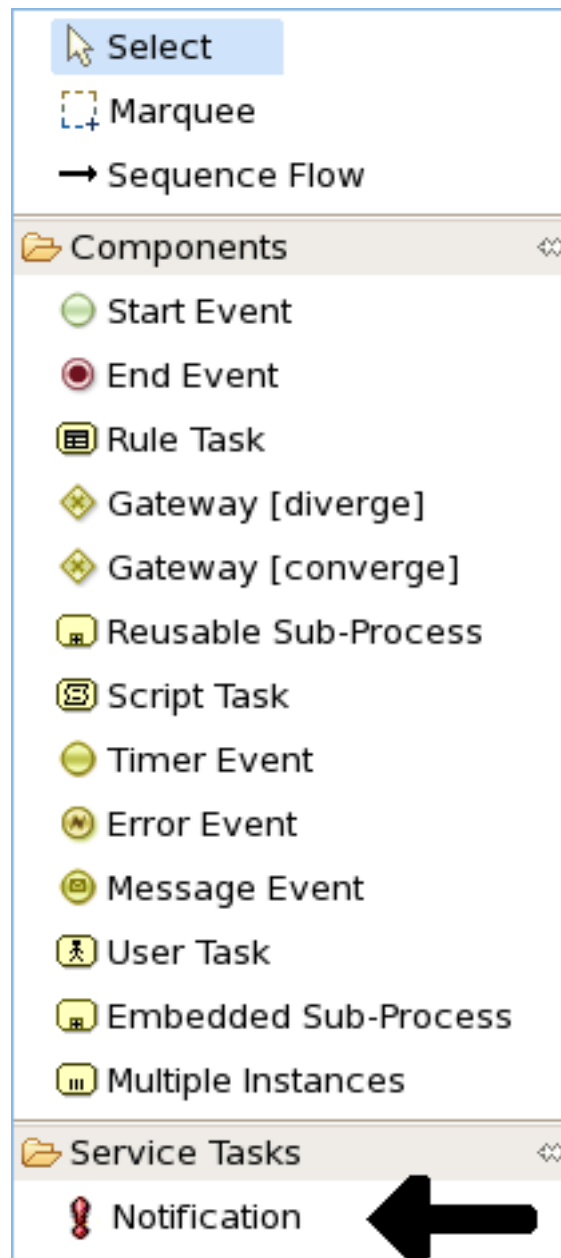 Select
Marquee
Sequence Flow
Components
Start Event
End Event
Rule Task
Gateway [diverge]
Gateway [converge]
Reusable Sub-Process
Script Task
Timer Event
Error Event
Message Event
User Task
Embedded Sub-Process
Multiple Instances
Service Tasks
Notification